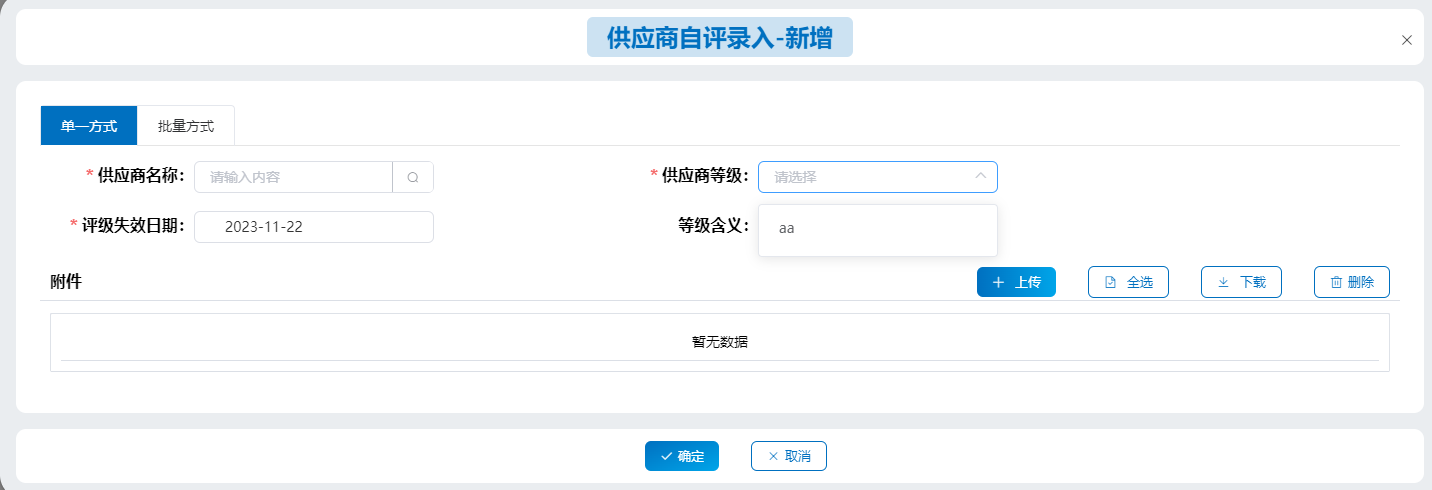 供应商自评录入-新增
单一方式 批量方式
* 供应商名称: 请输入内容 * 供应商等级: 请选择
* 评级失效日期: 2023-11-22 等级含义: aa
附件 上传 全选 下载 删除
暂无数据
确定 取消